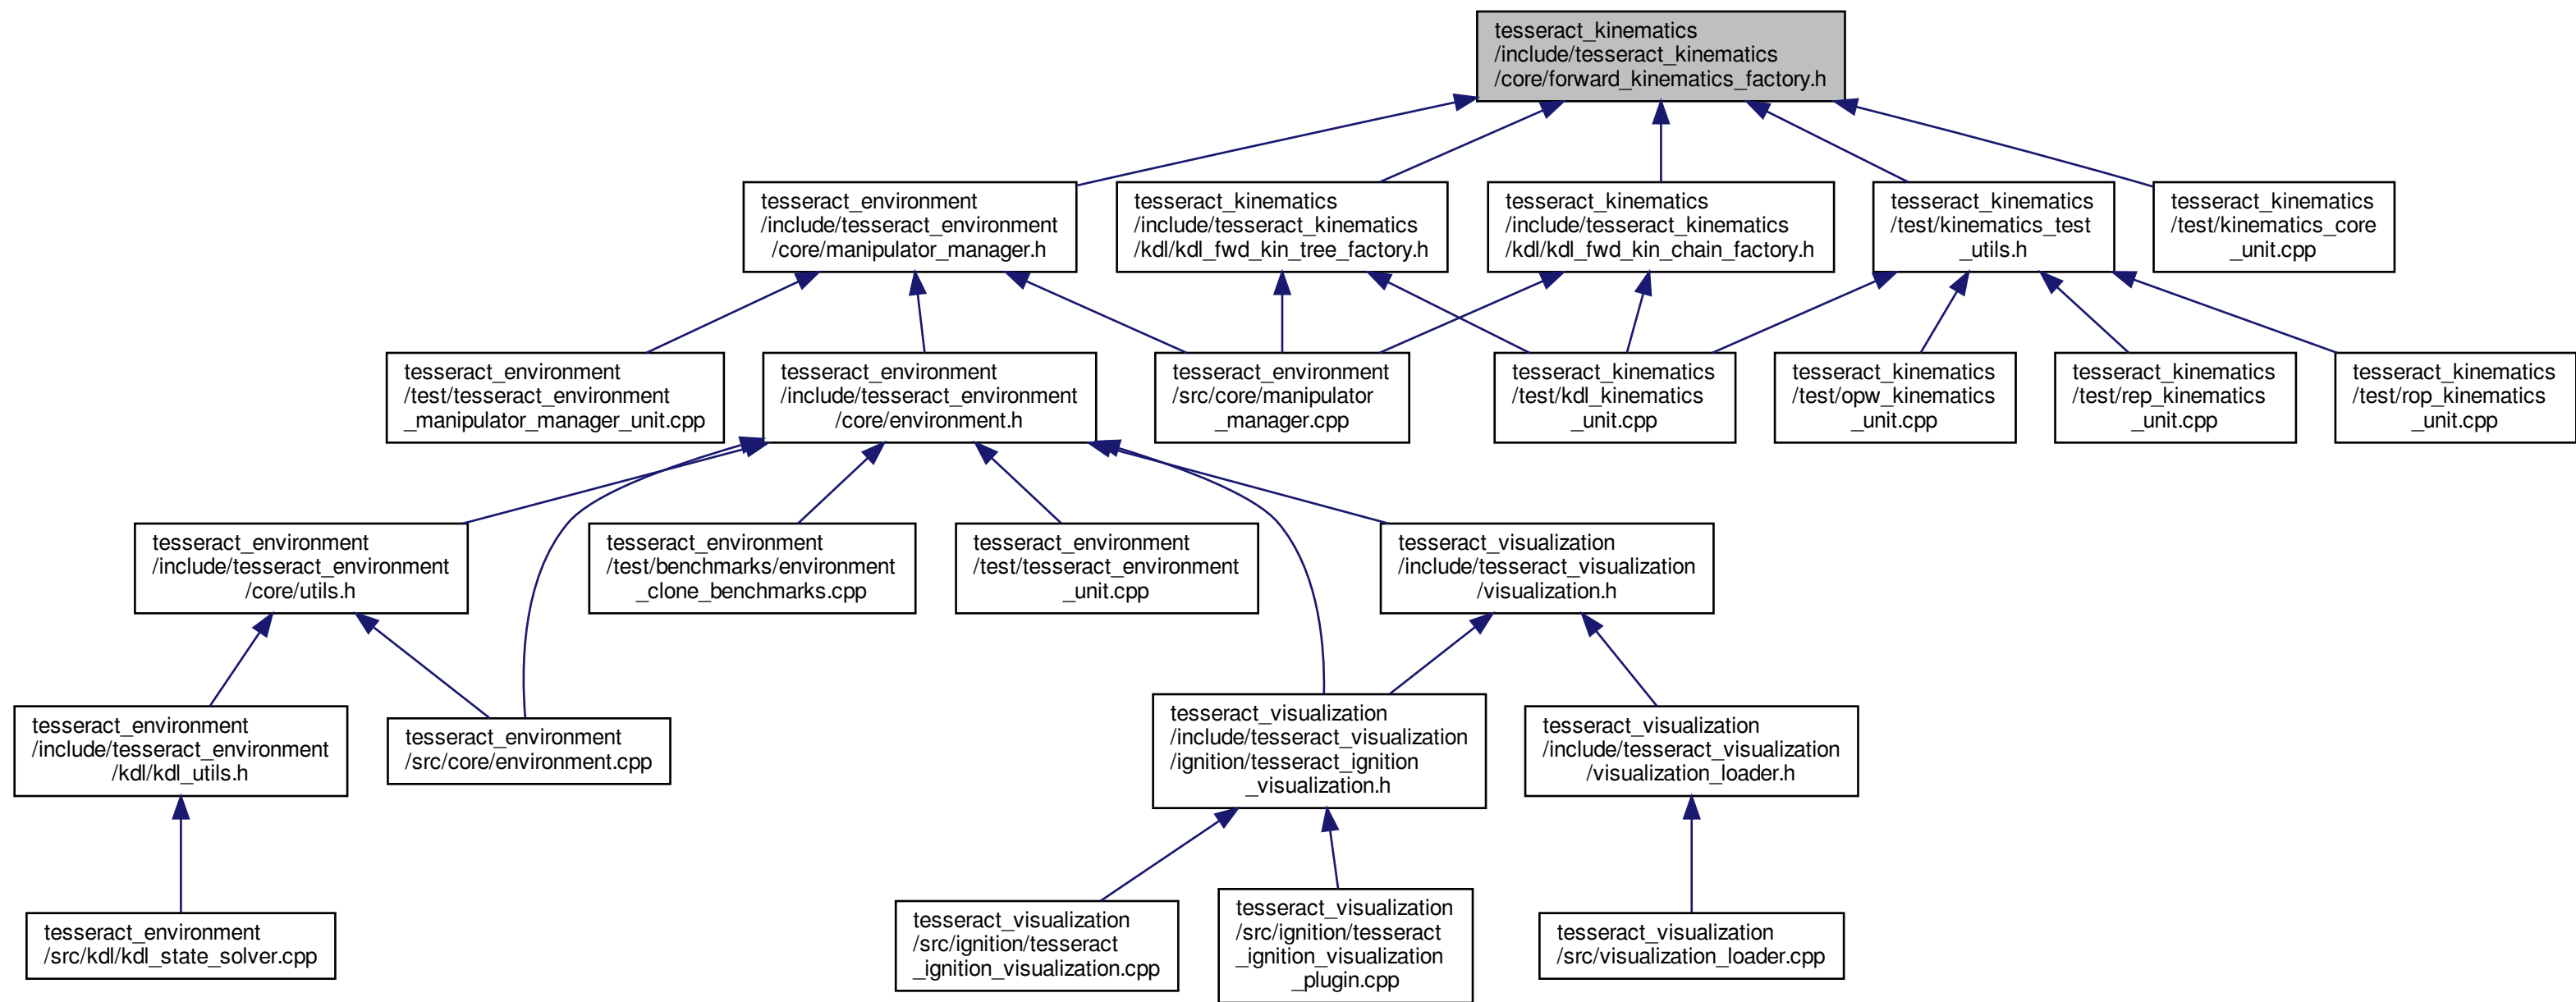 tesseract_kinematics
/include/tesseract_kinematics
/core/forward_kinematics_factory.h
tesseract_environment
/include/tesseract_environment
/core/manipulator_manager.h
tesseract_kinematics
/include/tesseract_kinematics
/kdl/kdl_fwd_kin_tree_factory.h
tesseract_kinematics
/include/tesseract_kinematics
/kdl/kdl_fwd_kin_chain_factory.h
tesseract_kinematics
/test/kinematics_test
_utils.h
tesseract_kinematics
/test/kinematics_core
_unit.cpp
tesseract_environment
/test/tesseract_environment
_manipulator_manager_unit.cpp
tesseract_environment
/include/tesseract_environment
/core/environment.h
tesseract_environment
/src/core/manipulator
_manager.cpp
tesseract_kinematics
/test/kdl_kinematics
_unit.cpp
tesseract_kinematics
/test/opw_kinematics
_unit.cpp
tesseract_kinematics
/test/rep_kinematics
_unit.cpp
tesseract_kinematics
/test/rop_kinematics
_unit.cpp
tesseract_environment
/include/tesseract_environment
/core/utils.h
tesseract_environment
/test/benchmarks/environment
_clone_benchmarks.cpp
tesseract_environment
/test/tesseract_environment
_unit.cpp
tesseract_visualization
/include/tesseract_visualization
/visualization.h
tesseract_environment
/include/tesseract_environment
/kdl/kdl_utils.h
tesseract_environment
/src/core/environment.cpp
tesseract_visualization
/include/tesseract_visualization
/ignition/tesseract_ignition
_visualization.h
tesseract_visualization
/include/tesseract_visualization
/visualization_loader.h
tesseract_environment
/src/kdl/kdl_state_solver.cpp
tesseract_visualization
/src/ignition/tesseract
_ignition_visualization.cpp
tesseract_visualization
/src/ignition/tesseract
_ignition_visualization
_plugin.cpp
tesseract_visualization
/src/visualization_loader.cpp